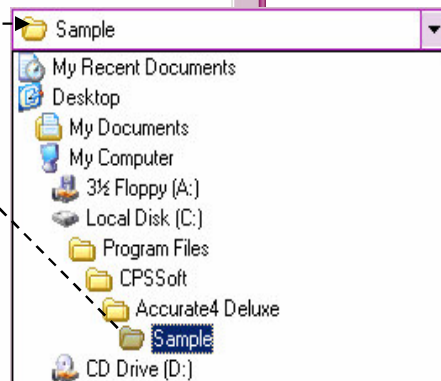 Sample
My Recent Documents
Desktop
My Documents
My Computer
3½ Floppy (A:)
Local Disk (C:)
Program Files
CPSSoft
Accurate4 Deluxe
Sample
CD Drive (D:)